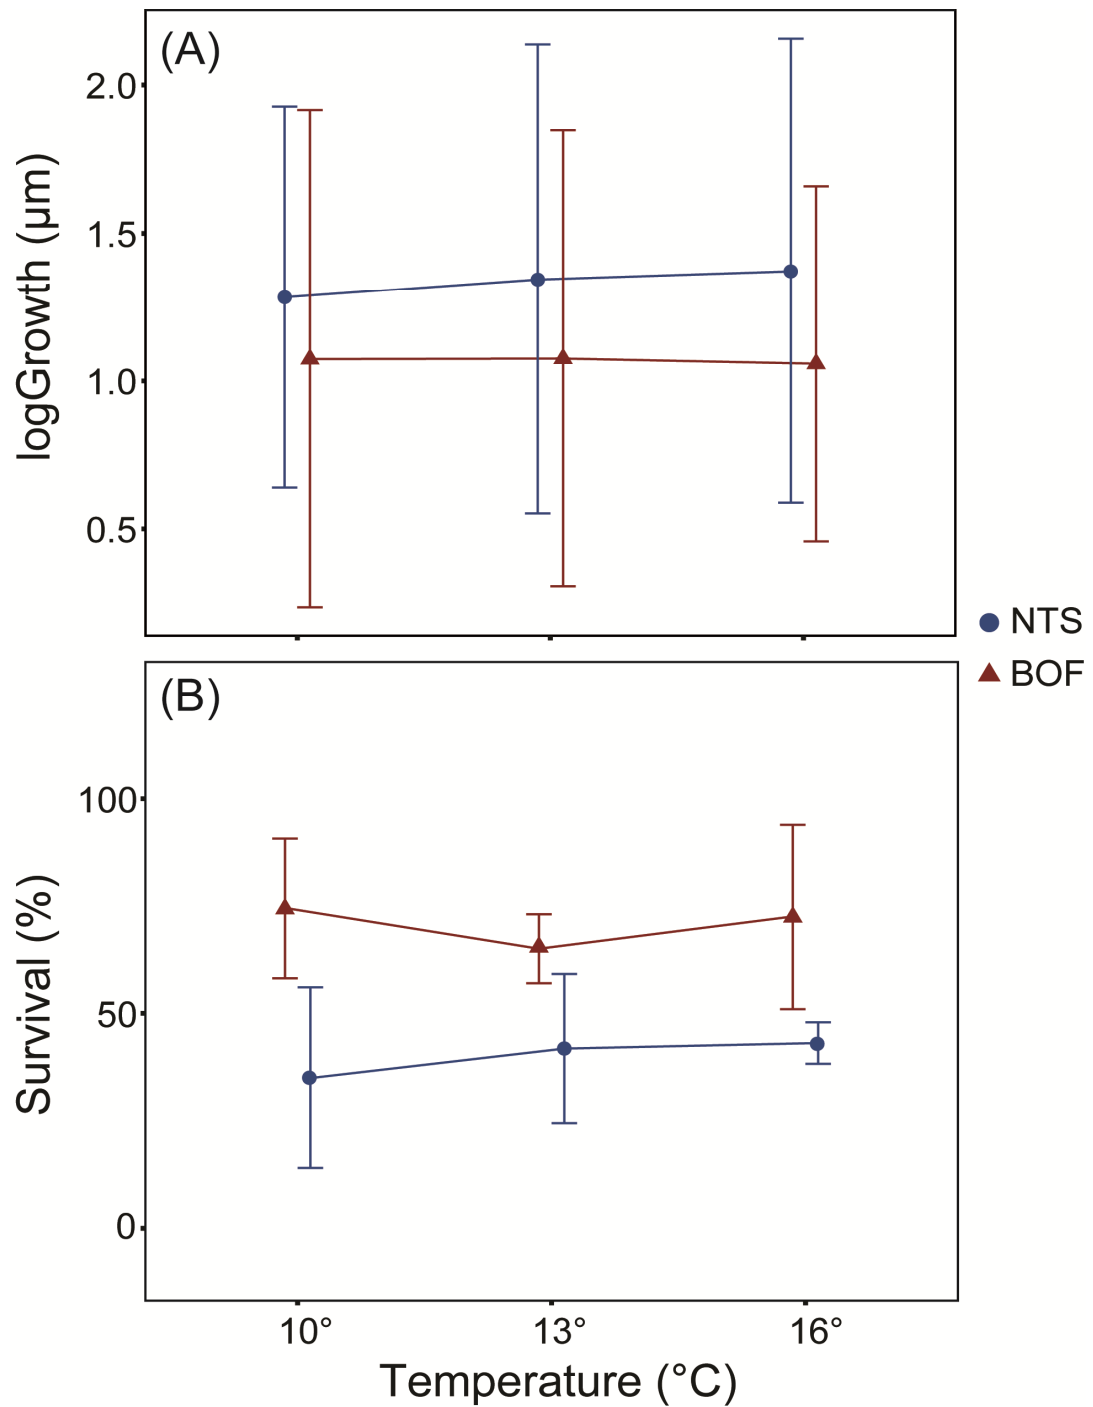 (A)
2.0
1.5
1.0
0.5
logGrowth (µm)
NTS
BOF
(B)
100
50
0
Survival (%)
10° 13° 16°
Temperature (°C)